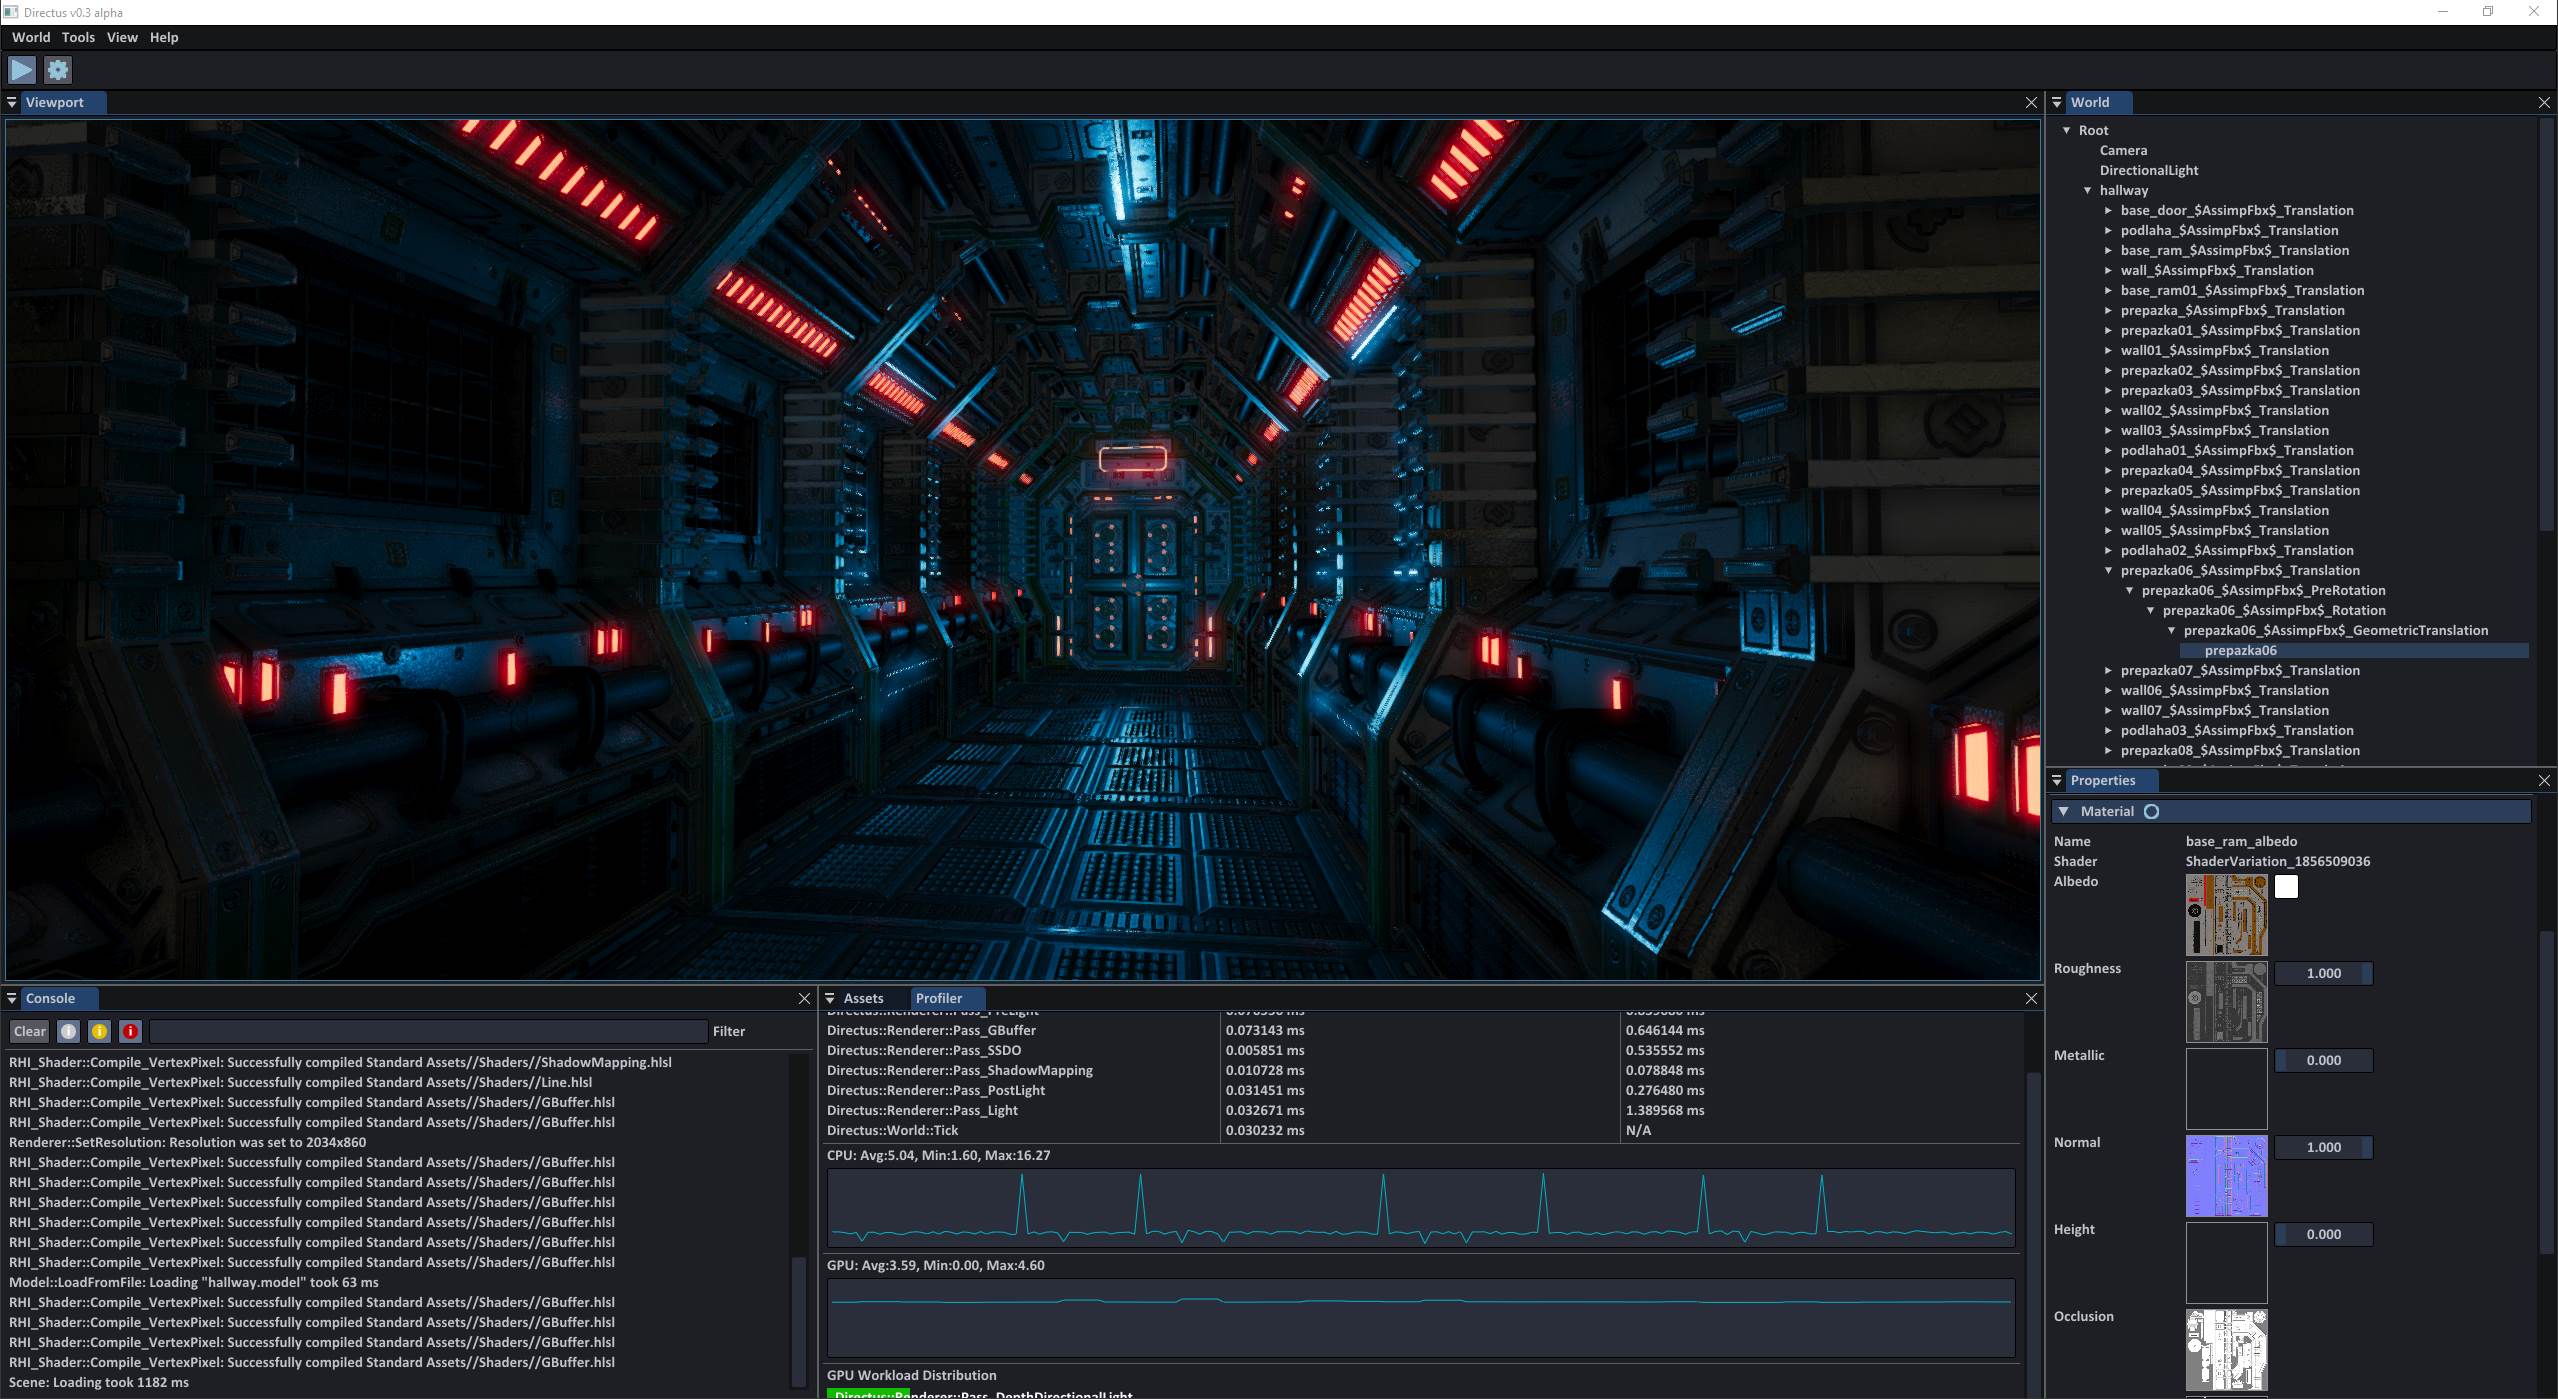 Directus v0.3 alpha
World Tools View Help
Viewport
World
Root
Camera
DirectionalLight
hallway
base_door_$AssimpFbx$_Translation
podlaha_$AssimpFbx$_Translation
base_ram_$AssimpFbx$_Translation
wall_$AssimpFbx$_Translation
base_ram01_$AssimpFbx$_Translation
prepazka_$AssimpFbx$_Translation
prepazka01_$AssimpFbx$_Translation
wall01_$AssimpFbx$_Translation
prepazka02_$AssimpFbx$_Translation
prepazka03_$AssimpFbx$_Translation
wall02_$AssimpFbx$_Translation
wall03_$AssimpFbx$_Translation
podlaha01_$AssimpFbx$_Translation
prepazka04_$AssimpFbx$_Translation
prepazka05_$AssimpFbx$_Translation
wall04_$AssimpFbx$_Translation
wall05_$AssimpFbx$_Translation
podlaha02_$AssimpFbx$_Translation
prepazka06_$AssimpFbx$_Translation
prepazka06_$AssimpFbx$_PreRotation
prepazka06_$AssimpFbx$_Rotation
prepazka06_$AssimpFbx$_GeometricTranslation
prepazka06
prepazka07_$AssimpFbx$_Translation
wall06_$AssimpFbx$_Translation
wall07_$AssimpFbx$_Translation
podlaha03_$AssimpFbx$_Translation
prepazka08_$AssimpFbx$_Translation
Properties
Material
Name base_ram_albedo
Shader ShaderVariation_1856509036
Albedo
Roughness 1.000
Metallic 0.000
Normal 1.000
Height 0.000
Occlusion
Console
Clear Filter
RHI_Shader::Compile_VertexPixel: Successfully compiled Standard Assets//Shaders//ShadowMapping.hlsl
RHI_Shader::Compile_VertexPixel: Successfully compiled Standard Assets//Shaders//Line.hlsl
RHI_Shader::Compile_VertexPixel: Successfully compiled Standard Assets//Shaders//GBuffer.hlsl
RHI_Shader::Compile_VertexPixel: Successfully compiled Standard Assets//Shaders//GBuffer.hlsl
Renderer::SetResolution: Resolution was set to 2034x860
RHI_Shader::Compile_VertexPixel: Successfully compiled Standard Assets//Shaders//GBuffer.hlsl
RHI_Shader::Compile_VertexPixel: Successfully compiled Standard Assets//Shaders//GBuffer.hlsl
RHI_Shader::Compile_VertexPixel: Successfully compiled Standard Assets//Shaders//GBuffer.hlsl
RHI_Shader::Compile_VertexPixel: Successfully compiled Standard Assets//Shaders//GBuffer.hlsl
RHI_Shader::Compile_VertexPixel: Successfully compiled Standard Assets//Shaders//GBuffer.hlsl
RHI_Shader::Compile_VertexPixel: Successfully compiled Standard Assets//Shaders//GBuffer.hlsl
Model::LoadFromFile: Loading "hallway.model" took 63 ms
RHI_Shader::Compile_VertexPixel: Successfully compiled Standard Assets//Shaders//GBuffer.hlsl
RHI_Shader::Compile_VertexPixel: Successfully compiled Standard Assets//Shaders//GBuffer.hlsl
RHI_Shader::Compile_VertexPixel: Successfully compiled Standard Assets//Shaders//GBuffer.hlsl
RHI_Shader::Compile_VertexPixel: Successfully compiled Standard Assets//Shaders//GBuffer.hlsl
Scene: Loading took 1182 ms
Assets Profiler
Directus::Renderer::Pass_PreLight
Directus::Renderer::Pass_GBuffer 0.073143 ms 0.646144 ms
Directus::Renderer::Pass_SSDO 0.005851 ms 0.535552 ms
Directus::Renderer::Pass_ShadowMapping 0.010728 ms 0.078848 ms
Directus::Renderer::Pass_PostLight 0.031451 ms 0.276480 ms
Directus::Renderer::Pass_Light 0.032671 ms 1.389568 ms
Directus::World::Tick 0.030232 ms N/A
CPU: Avg:5.04, Min:1.60, Max:16.27
GPU: Avg:3.59, Min:0.00, Max:4.60
GPU Workload Distribution
Directus::Renderer::Pass_DepthDirectionalLight